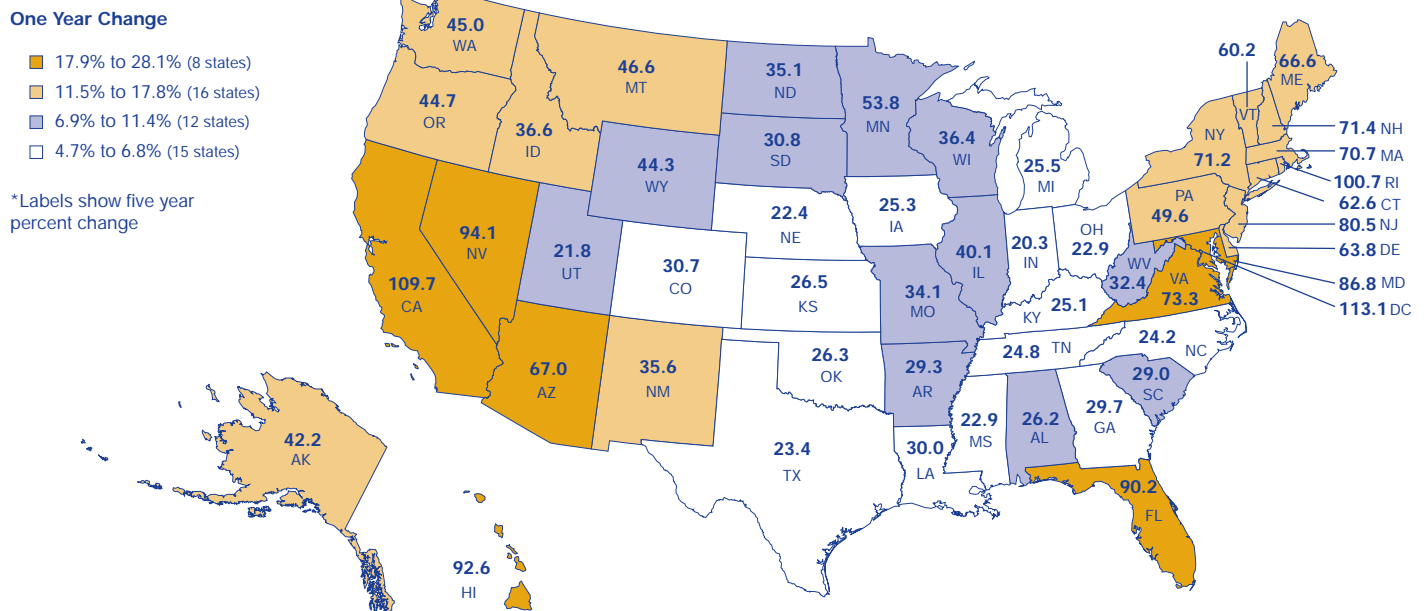 One Year Change
17.9% to 28.1% (8 states)
11.5% to 17.8% (16 states)
6.9% to 11.4% (12 states)
4.7% to 6.8% (15 states)
*Labels show five year
percent change
45.0
WA
46.6
MT
35.1
ND
53.8
MN
60.2
VT
66.6
ME
44.7
OR
36.6
ID
44.3
WY
30.8
SD
36.4
WI
25.5
MI
NY
71.2
71.4 NH
70.7 MA
100.7 RI
62.6 CT
80.5 NJ
63.8 DE
86.8 MD
113.1 DC
PA
49.6
109.7
CA
94.1
NV
21.8
UT
30.7
CO
22.4
NE
25.3
IA
26.5
KS
34.1
MO
40.1
IL
20.3
IN
OH
22.9
WV
32.4
VA
73.3
KY 25.1
24.8 TN
24.2
NC
67.0
AZ
35.6
NM
26.3
OK
29.3
AR
29.0
SC
23.4
TX
30.0
LA
22.9
MS
26.2
AL
29.7
GA
90.2
FL
42.2
AK
92.6
HI